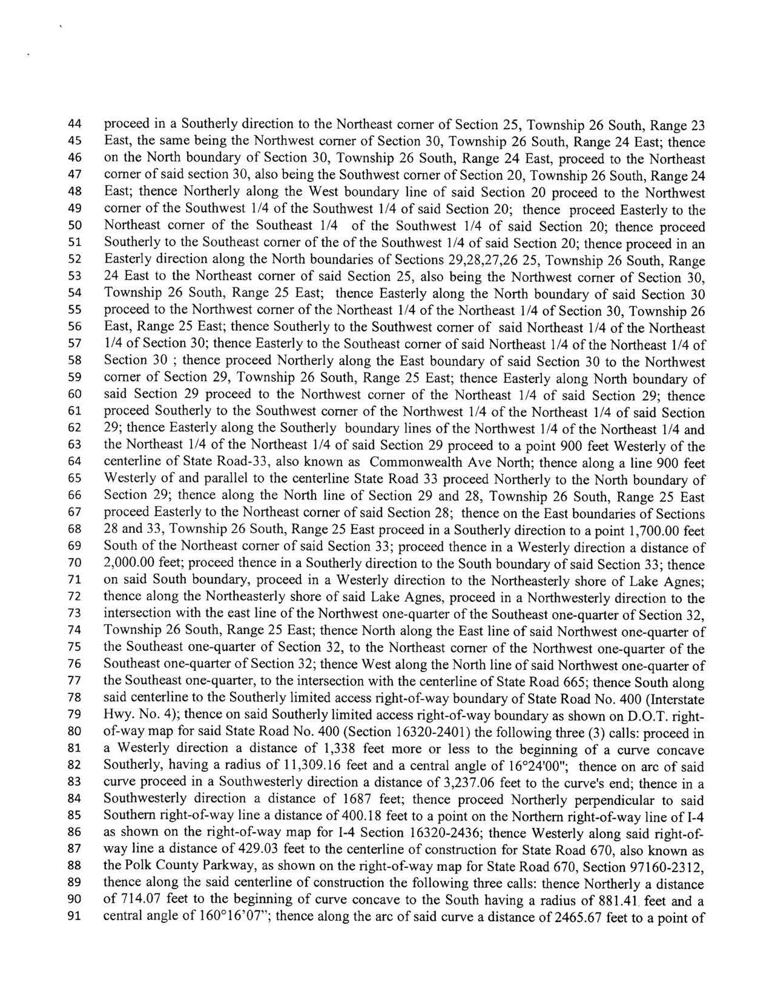 44 proceed in a Southerly direction to the Northeast corner of Section 25, Township 26 South, Range 23
45 East, the same being the Northwest corner of Section 30, Township 26 South, Range 24 East; thence
46 on the North boundary of Section 30, Township 26 South, Range 24 East, proceed to the Northeast
47 corner of said section 30, also being the Southwest corner of Section 20, Township 26 South, Range 24
48 East; thence Northerly along the West boundary line of said Section 20 proceed to the Northwest
49 corner of the Southwest 1/4 of the Southwest 1/4 of said Section 20; thence proceed Easterly to the
50 Northeast corner of the Southeast 1/4 of the Southwest 1/4 of said Section 20; thence proceed
51 Southerly to the Southeast corner of the of the Southwest 1/4 of said Section 20; thence proceed in an
52 Easterly direction along the North boundaries of Sections 29,28,27,26 25, Township 26 South, Range
53 24 East to the Northeast corner of said Section 25, also being the Northwest corner of Section 30,
54 Township 26 South, Range 25 East; thence Easterly along the North boundary of said Section 30
55 proceed to the Northwest corner of the Northeast 1/4 of the Northeast 1/4 of Section 30, Township 26
56 East, Range 25 East; thence Southerly to the Southwest corner of said Northeast 1/4 of the Northeast
57 1/4 of Section 30; thence Easterly to the Southeast corner of said Northeast 1/4 of the Northeast 1/4 of
58 Section 30 ; thence proceed Northerly along the East boundary of said Section 30 to the Northwest
59 corner of Section 29, Township 26 South, Range 25 East; thence Easterly along North boundary of
60 said Section 29 proceed to the Northwest corner of the Northeast 1/4 of said Section 29; thence
61 proceed Southerly to the Southwest corner of the Northwest 1/4 of the Northeast 1/4 of said Section
62 29; thence Easterly along the Southerly boundary lines of the Northwest 1/4 of the Northeast 1/4 and
63 the Northeast 1/4 of the Northeast 1/4 of said Section 29 proceed to a point 900 feet Westerly of the
64 centerline of State Road-33, also known as Commonwealth Ave North; thence along a line 900 feet
65 Westerly of and parallel to the centerline State Road 33 proceed Northerly to the North boundary of
66 Section 29; thence along the North line of Section 29 and 28, Township 26 South, Range 25 East
67 proceed Easterly to the Northeast corner of said Section 28; thence on the East boundaries of Sections
68 28 and 33, Township 26 South, Range 25 East proceed in a Southerly direction to a point 1,700.00 feet
69 South of the Northeast corner of said Section 33; proceed thence in a Westerly direction a distance of
70 2,000.00 feet; proceed thence in a Southerly direction to the South boundary of said Section 33; thence
71 on said South boundary, proceed in a Westerly direction to the Northeasterly shore of Lake Agnes;
72 thence along the Northeasterly shore of said Lake Agnes, proceed in a Northwesterly direction to the
73 intersection with the east line of the Northwest one-quarter of the Southeast one-quarter of Section 32,
74 Township 26 South, Range 25 East; thence North along the East line of said Northwest one-quarter of
75 the Southeast one-quarter of Section 32, to the Northeast corner of the Northwest one-quarter of the
76 Southeast one-quarter of Section 32; thence West along the North line of said Northwest one-quarter of
77 the Southeast one-quarter, to the intersection with the centerline of State Road 665; thence South along
78 said centerline to the Southerly limited access right-of-way boundary of State Road No. 400 (Interstate
79 Hwy. No. 4); thence on said Southerly limited access right-of-way boundary as shown on D.O.T. right-
80 of-way map for said State Road No. 400 (Section 16320-2401) the following three (3) calls: proceed in
81 a Westerly direction a distance of 1,338 feet more or less to the beginning of a curve concave
82 Southerly, having a radius of 11,309.16 feet and a central angle of 16°24'00"; thence on arc of said
83 curve proceed in a Southwesterly direction a distance of 3,237.06 feet to the curve's end; thence in a
84 Southwesterly direction a distance of 1687 feet; thence proceed Northerly perpendicular to said
85 Southern right-of-way line a distance of 400.18 feet to a point on the Northern right-of-way line of I-4
86 as shown on the right-of-way map for I-4 Section 16320-2436; thence Westerly along said right-of-
87 way line a distance of 429.03 feet to the centerline of construction for State Road 670, also known as
88 the Polk County Parkway, as shown on the right-of-way map for State Road 670, Section 97160-2312,
89 thence along the said centerline of construction the following three calls: thence Northerly a distance
90 of 714.07 feet to the beginning of curve concave to the South having a radius of 881.41 feet and a
91 central angle of 160°16’07”; thence along the arc of said curve a distance of 2465.67 feet to a point of